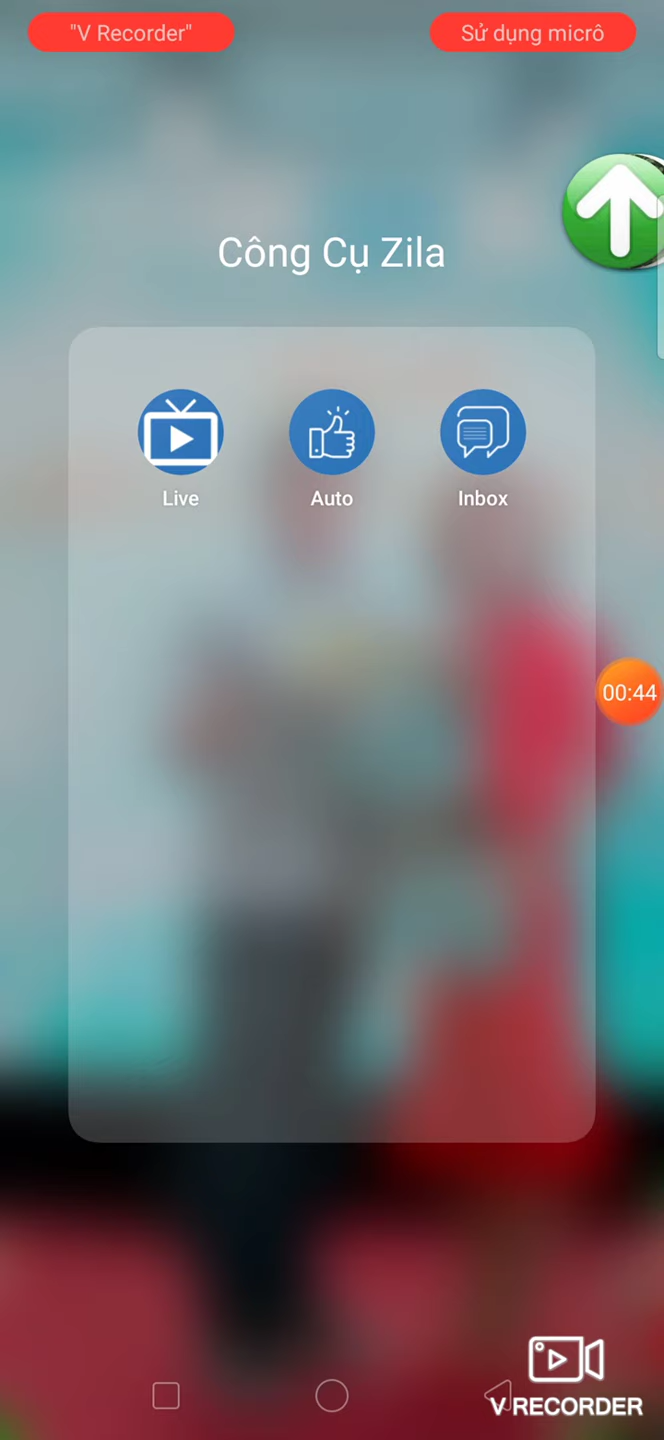 "V Recorder"
Sử dụng micrô
Công Cụ Zila
Live
Auto
Inbox
00:44
V RECORDER